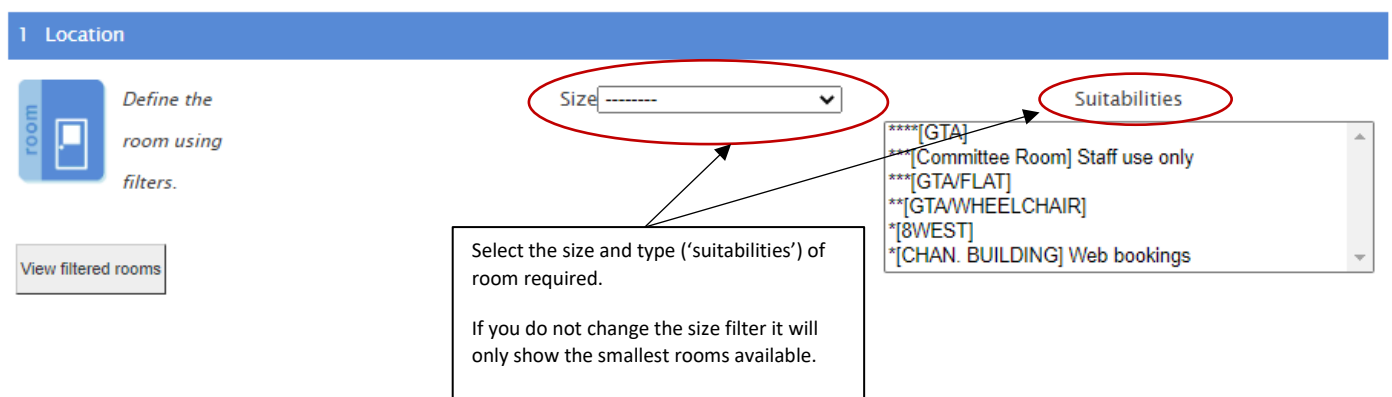 1 Location
room
Define the
room using
filters.
View filtered rooms
Size --------
Suitabilities
****[GTA]
***[Committee Room] Staff use only
***[GTA/FLAT]
**[GTA/WHEELCHAIR]
*[8WEST]
*[CHAN. BUILDING] Web bookings
Select the size and type (‘suitabilities’) of
room required.
If you do not change the size filter it will
only show the smallest rooms available.